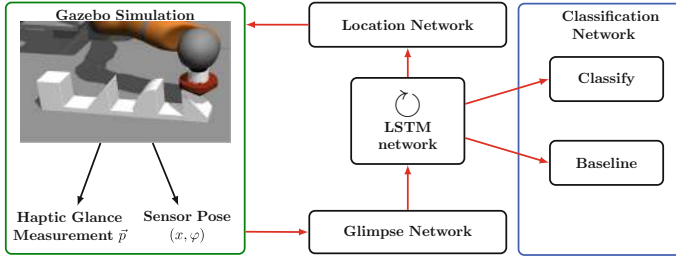 Gazebo Simulation
Haptic Glance
Measurement p⃗
Sensor Pose
(x, φ)
Location Network
LSTM
network
Glimpse Network
Classification
Network
Classify
Baseline